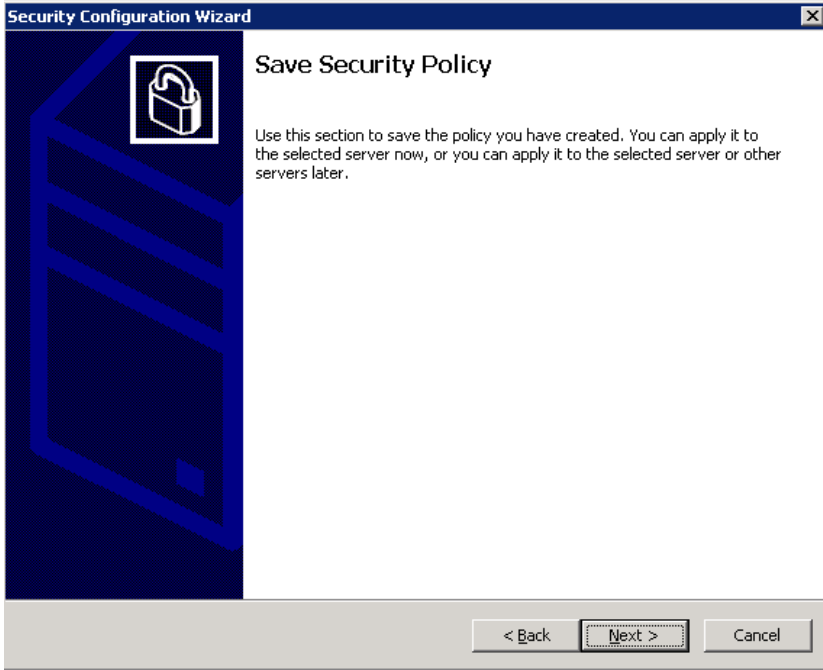 Security Configuration Wizard
Save Security Policy
Use this section to save the policy you have created. You can apply it to
the selected server now, or you can apply it to the selected server or other
servers later.
< Back
Next >
Cancel